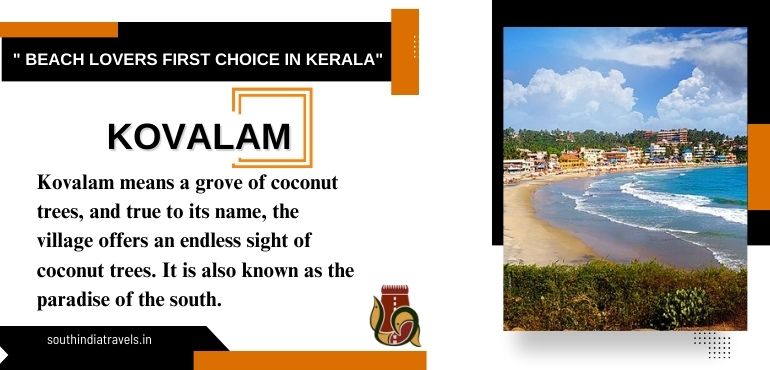 " BEACH LOVERS FIRST CHOICE IN KERALA"
KOVALAM
Kovalam means a grove of coconut
trees, and true to its name, the
village offers an endless sight of
coconut trees. It is also known as the
paradise of the south.
southindiatravels.in